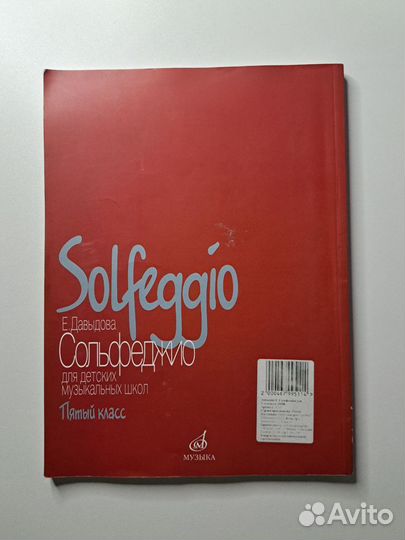 Solfeggio
Е. Давыдова
Сольфеджио
для детских
музыкальных школ
Пятый класс
МУЗЫКА
Avito